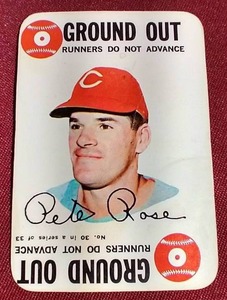 GROUND OUT
RUNNERS DO NOT ADVANCE
C
Pete Rose
No. 30 in a series of 33
RUNNERS DO NOT ADVANCE
GROUND OUT